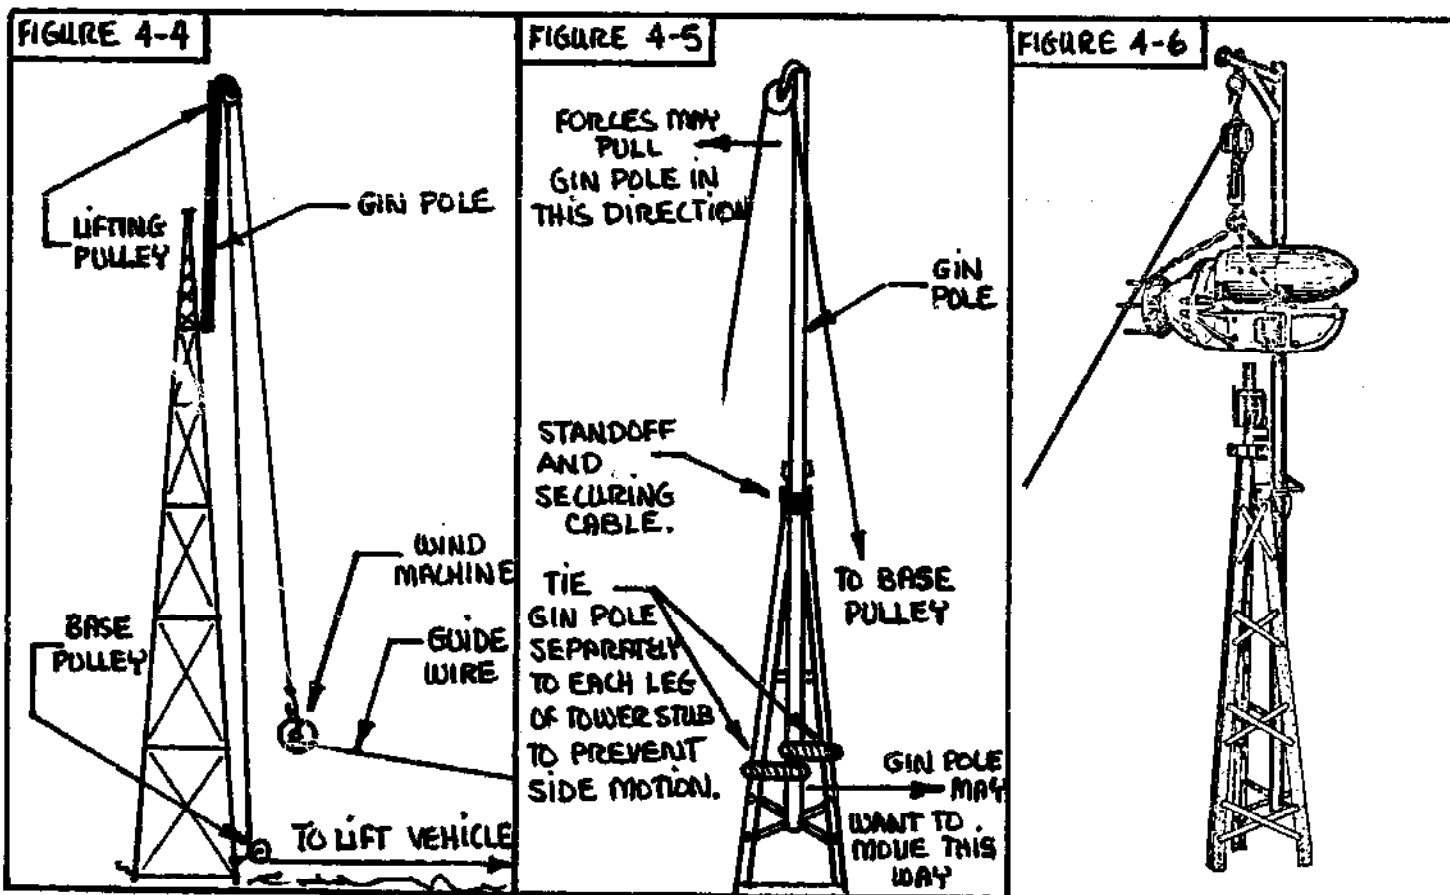 FIGURE 4-4
LIFTING
PULLEY
GIN POLE
WIND
MACHINE
BASE
PULLEY
GUIDE
WIRE
TO LIFT VEHICLE
FIGURE 4-5
FORCES MAY
PULL
GIN POLE IN
THIS DIRECTION
GIN
POLE
STANDOFF
AND
SECURING
CABLE.
TO BASE
PULLEY
TIE
GIN POLE
SEPARATELY
TO EACH LEG
OF TOWER STUB
TO PREVENT
SIDE MOTION.
GIN POLE
MAY
WANT TO
MOVE THIS
WAY
FIGURE 4-6